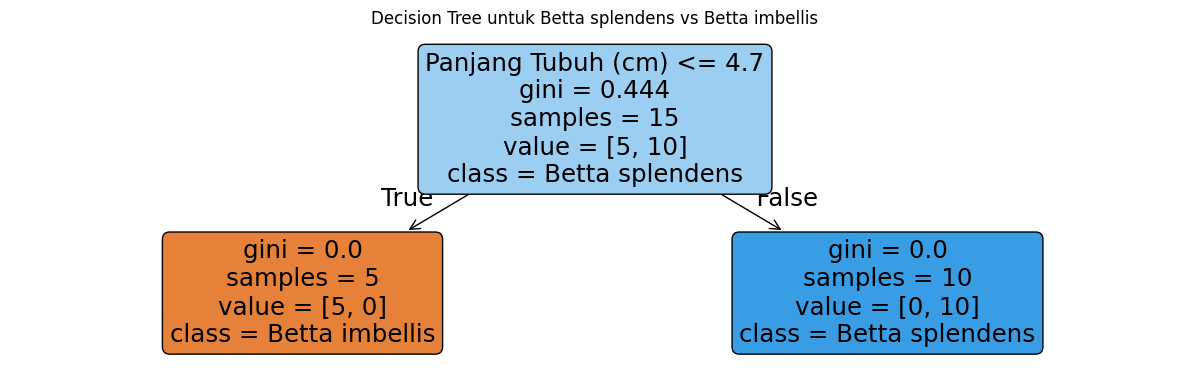 Decision Tree untuk Betta splendens vs Betta imbellis
Panjang Tubuh (cm) <= 4.7
gini = 0.444
samples = 15
value = [5, 10]
class = Betta splendens
True
False
gini = 0.0
samples = 5
value = [5, 0]
class = Betta imbellis
gini = 0.0
samples = 10
value = [0, 10]
class = Betta splendens